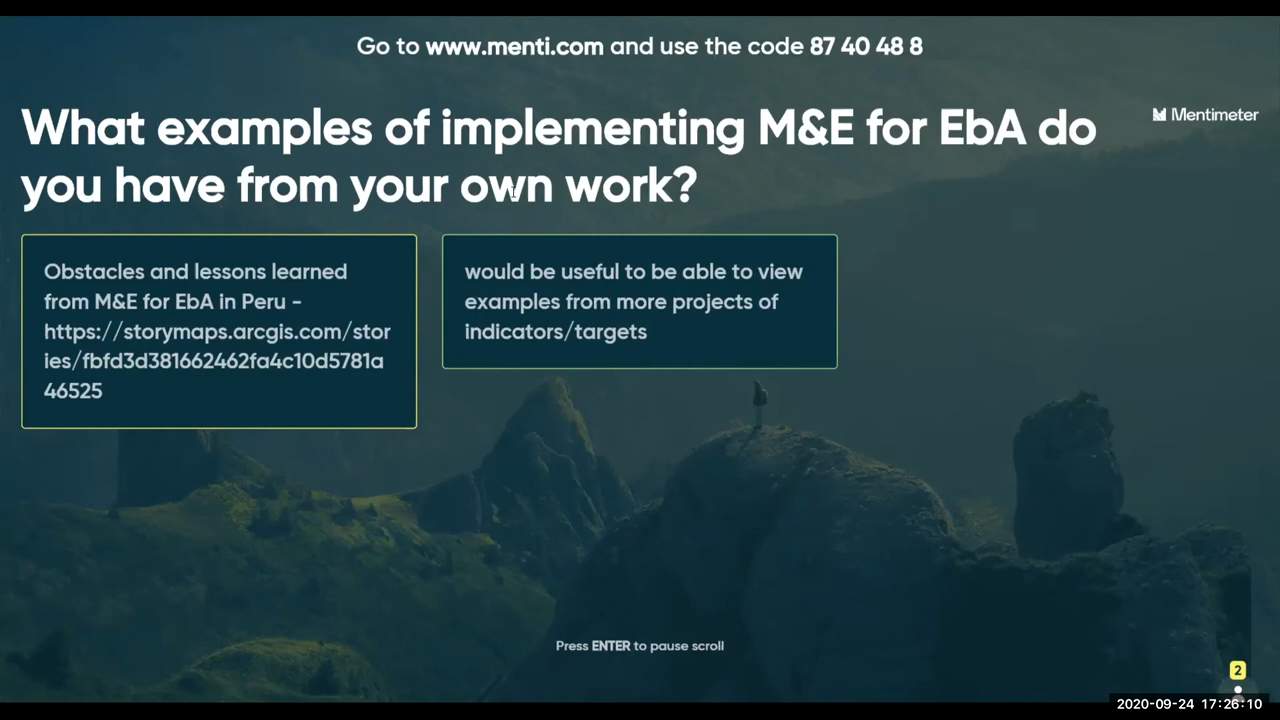 Go to www.menti.com and use the code 87 40 48 8
What examples of implementing M&E for EbA do
you have from your own work?
Mentimeter
Obstacles and lessons learned
from M&E for EbA in Peru -
https://storymaps.arcgis.com/stor
ies/fbfd3d381662462fa4c10d5781a
46525
would be useful to be able to view
examples from more projects of
indicators/targets
Press ENTER to pause scroll
2
2020-09-24 17:26:10